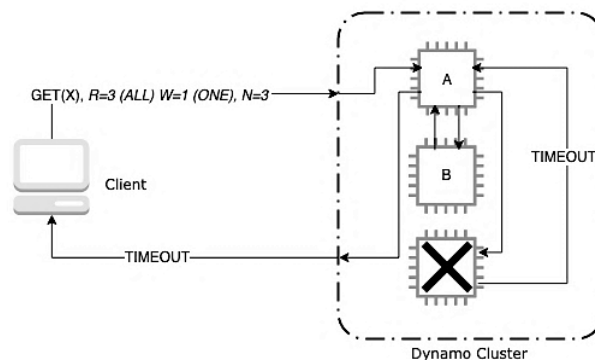 GET(X), R=3 (ALL) W=1 (ONE), N=3
A
TIMEOUT
B
Client
TIMEOUT
Dynamo Cluster